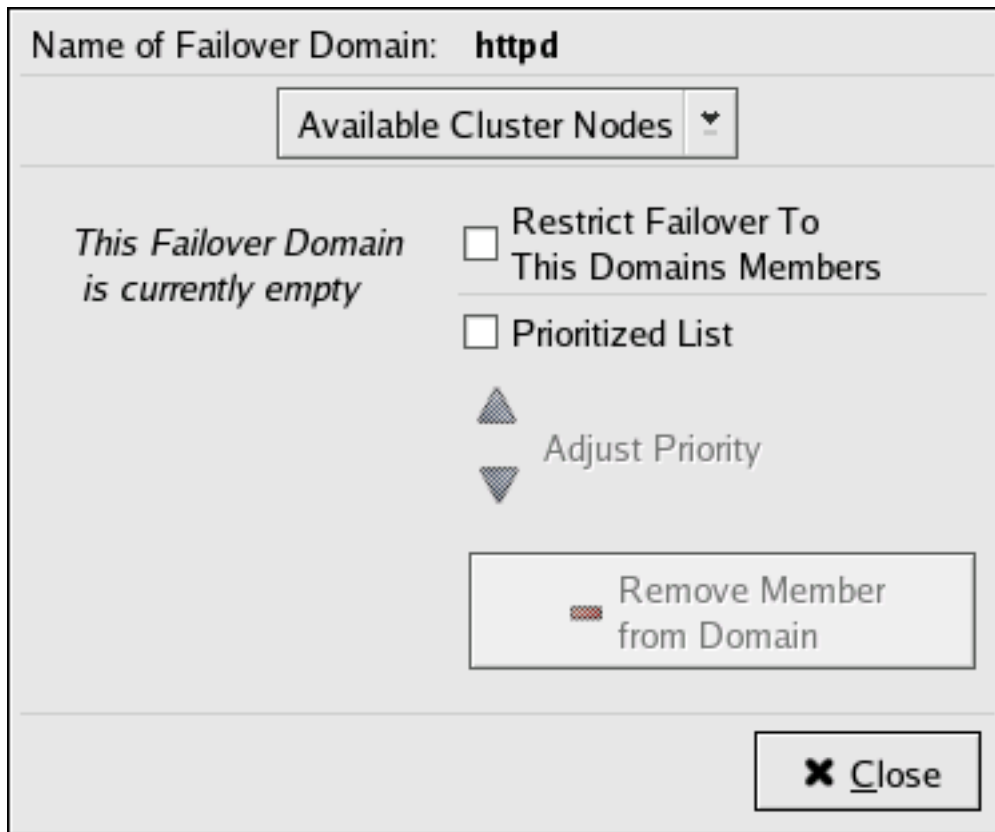 Name of Failover Domain: httpd
Available Cluster Nodes
This Failover Domain
is currently empty
Restrict Failover To
This Domains Members
Prioritized List
Adjust Priority
Remove Member
from Domain
Close